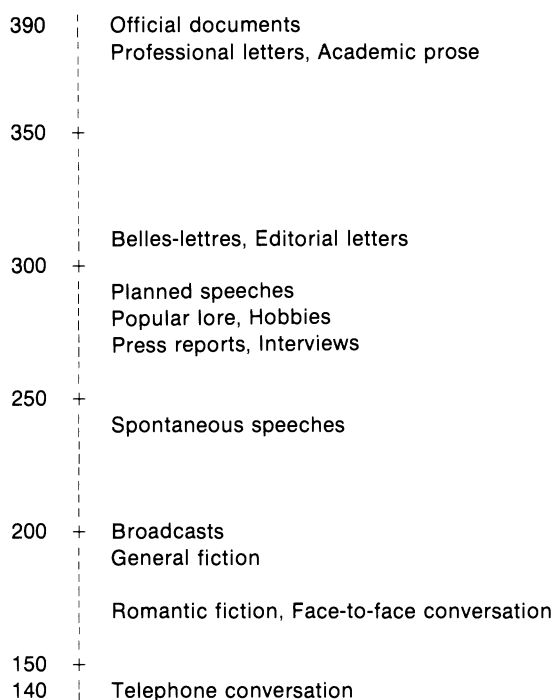 390 Official documents
Professional letters, Academic prose
350
Belles-lettres, Editorial letters
300
Planned speeches
Popular lore, Hobbies
Press reports, Interviews
250
Spontaneous speeches
200 Broadcasts
General fiction
Romantic fiction, Face-to-face conversation
150
140 Telephone conversation